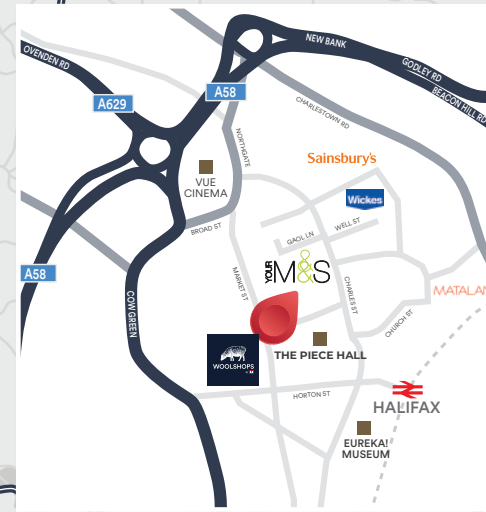 OVENDEN RD
NEW BANK
GODLEY RD
BEACON HILL RD
A629
A58
CHARLESTOWN RD
NORTHGATE
Sainsbury's
VUE
CINEMA
Wickes
BROAD ST
WELL ST
GAOL LN
YOUR
M&S
A58
MARKET ST
CHARLES ST
MATALAN
COW GREEN
CHURCH ST
WOOLSHOPS
THE PIECE HALL
HORTON ST
HALIFAX
EUREKA!
MUSEUM